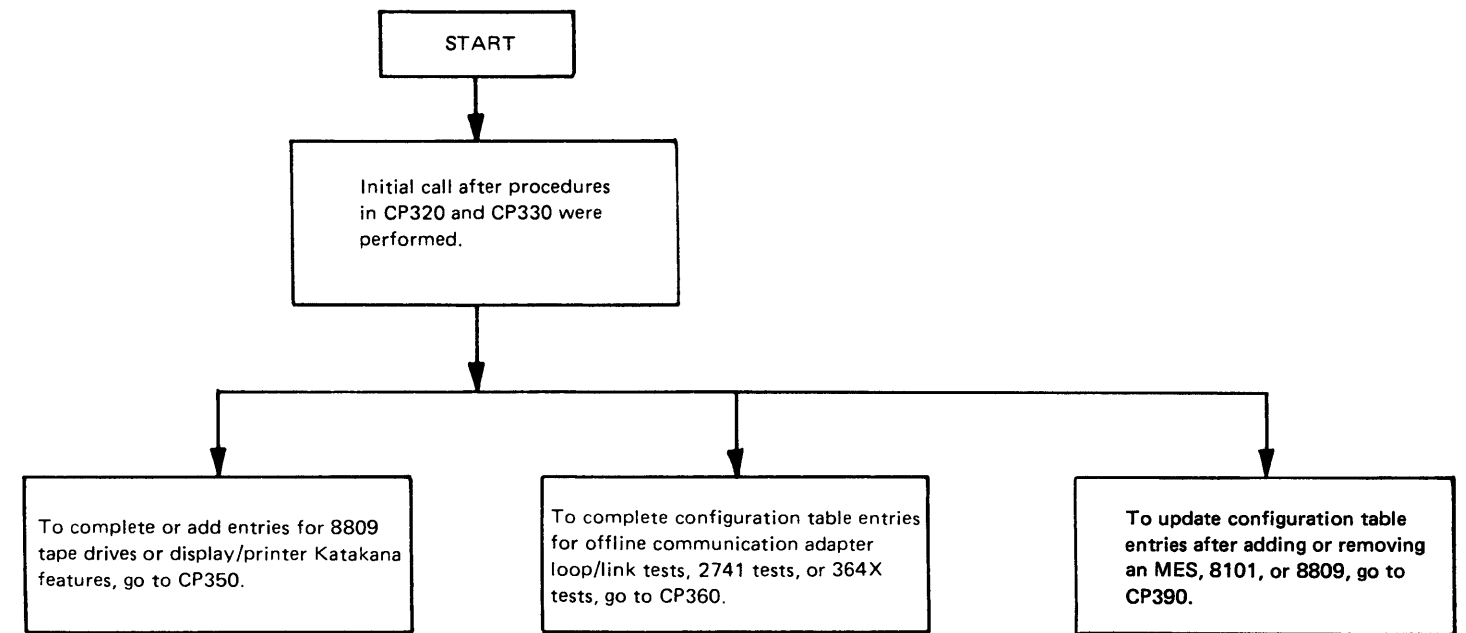 START
Initial call after procedures
in CP320 and CP330 were
performed.
To complete or add entries for 8809
tape drives or display/printer Katakana
features, go to CP350.
To complete configuration table entries
for offline communication adapter
loop/link tests, 2741 tests, or 364X
tests, go to CP360.
To update configuration table
entries after adding or removing
an MES, 8101, or 8809, go to
CP390.